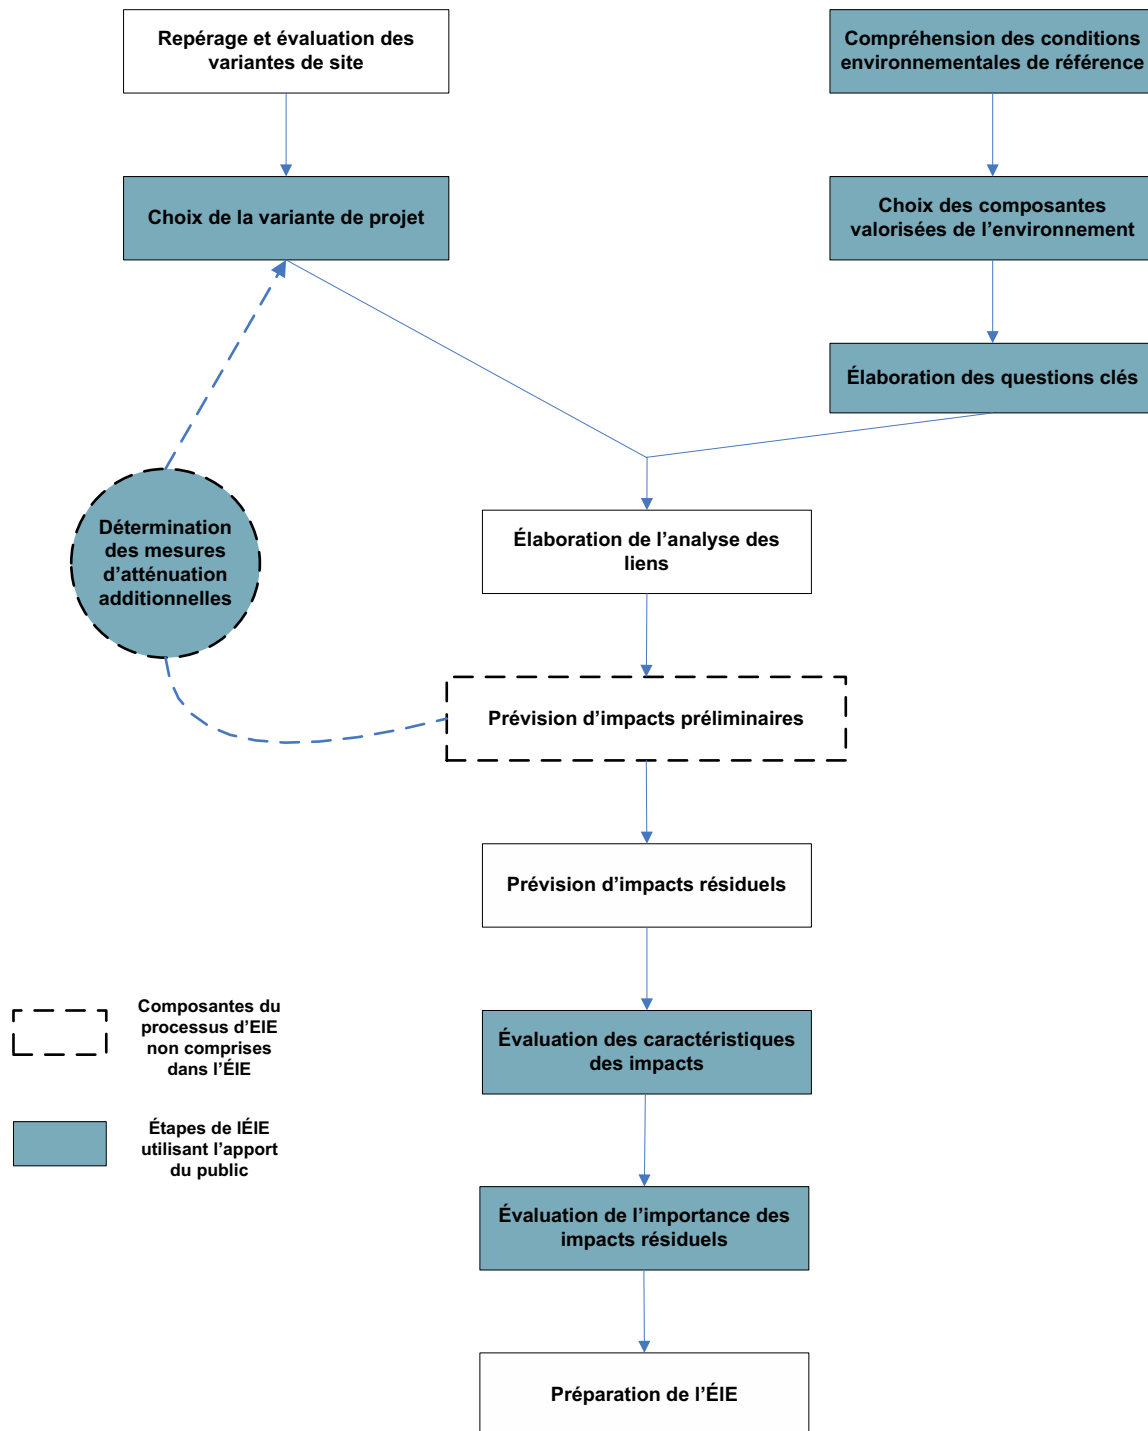 Repérage et évaluation des
variantes de site
Compréhension des conditions
environnementales de référence
Choix de la variante de projet
Choix des composantes
valorisées de l’environnement
Élaboration des questions clés
Détermination
des mesures
d’atténuation
additionnelles
Élaboration de l’analyse des
liens
Prévision d’impacts préliminaires
Prévision d’impacts résiduels
Composantes du
processus d’EIE
non comprises
dans l’ÉIE
Évaluation des caractéristiques
des impacts
Étapes de lÉIE
utilisant l’apport
du public
Évaluation de l’importance des
impacts résiduels
Préparation de l’ÉIE